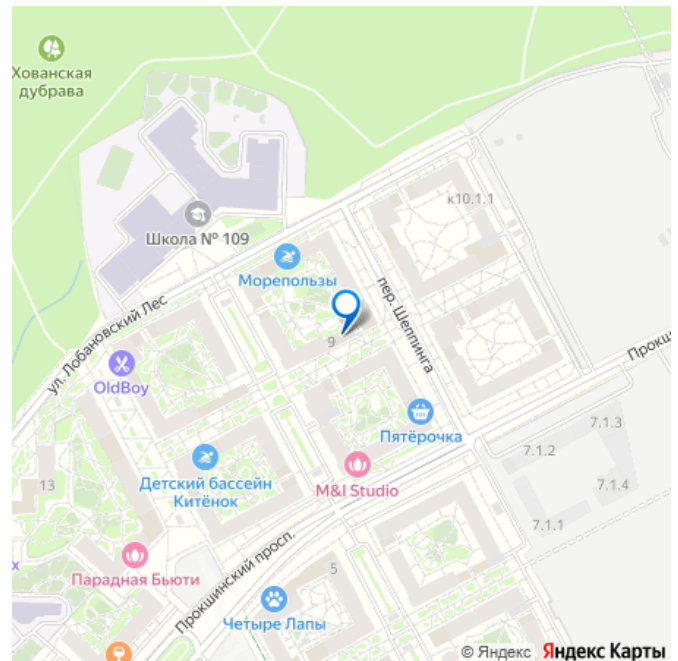 Хованская
дубрава
к10.1.1
Школа № 109
Морепользы
пер. Шеппинга
ул. Лобановский Лес
9
OldBoy
Прокш
Пятёрочка
7.1.3
7.1.2
Детский бассейн
Китёнок
M&I Studio
7.1.4
13
7.1.1
Прокшинский просп.
х
Парадная Бьюти
5
Четыре Лапы
© Яндекс Яндекс Карты